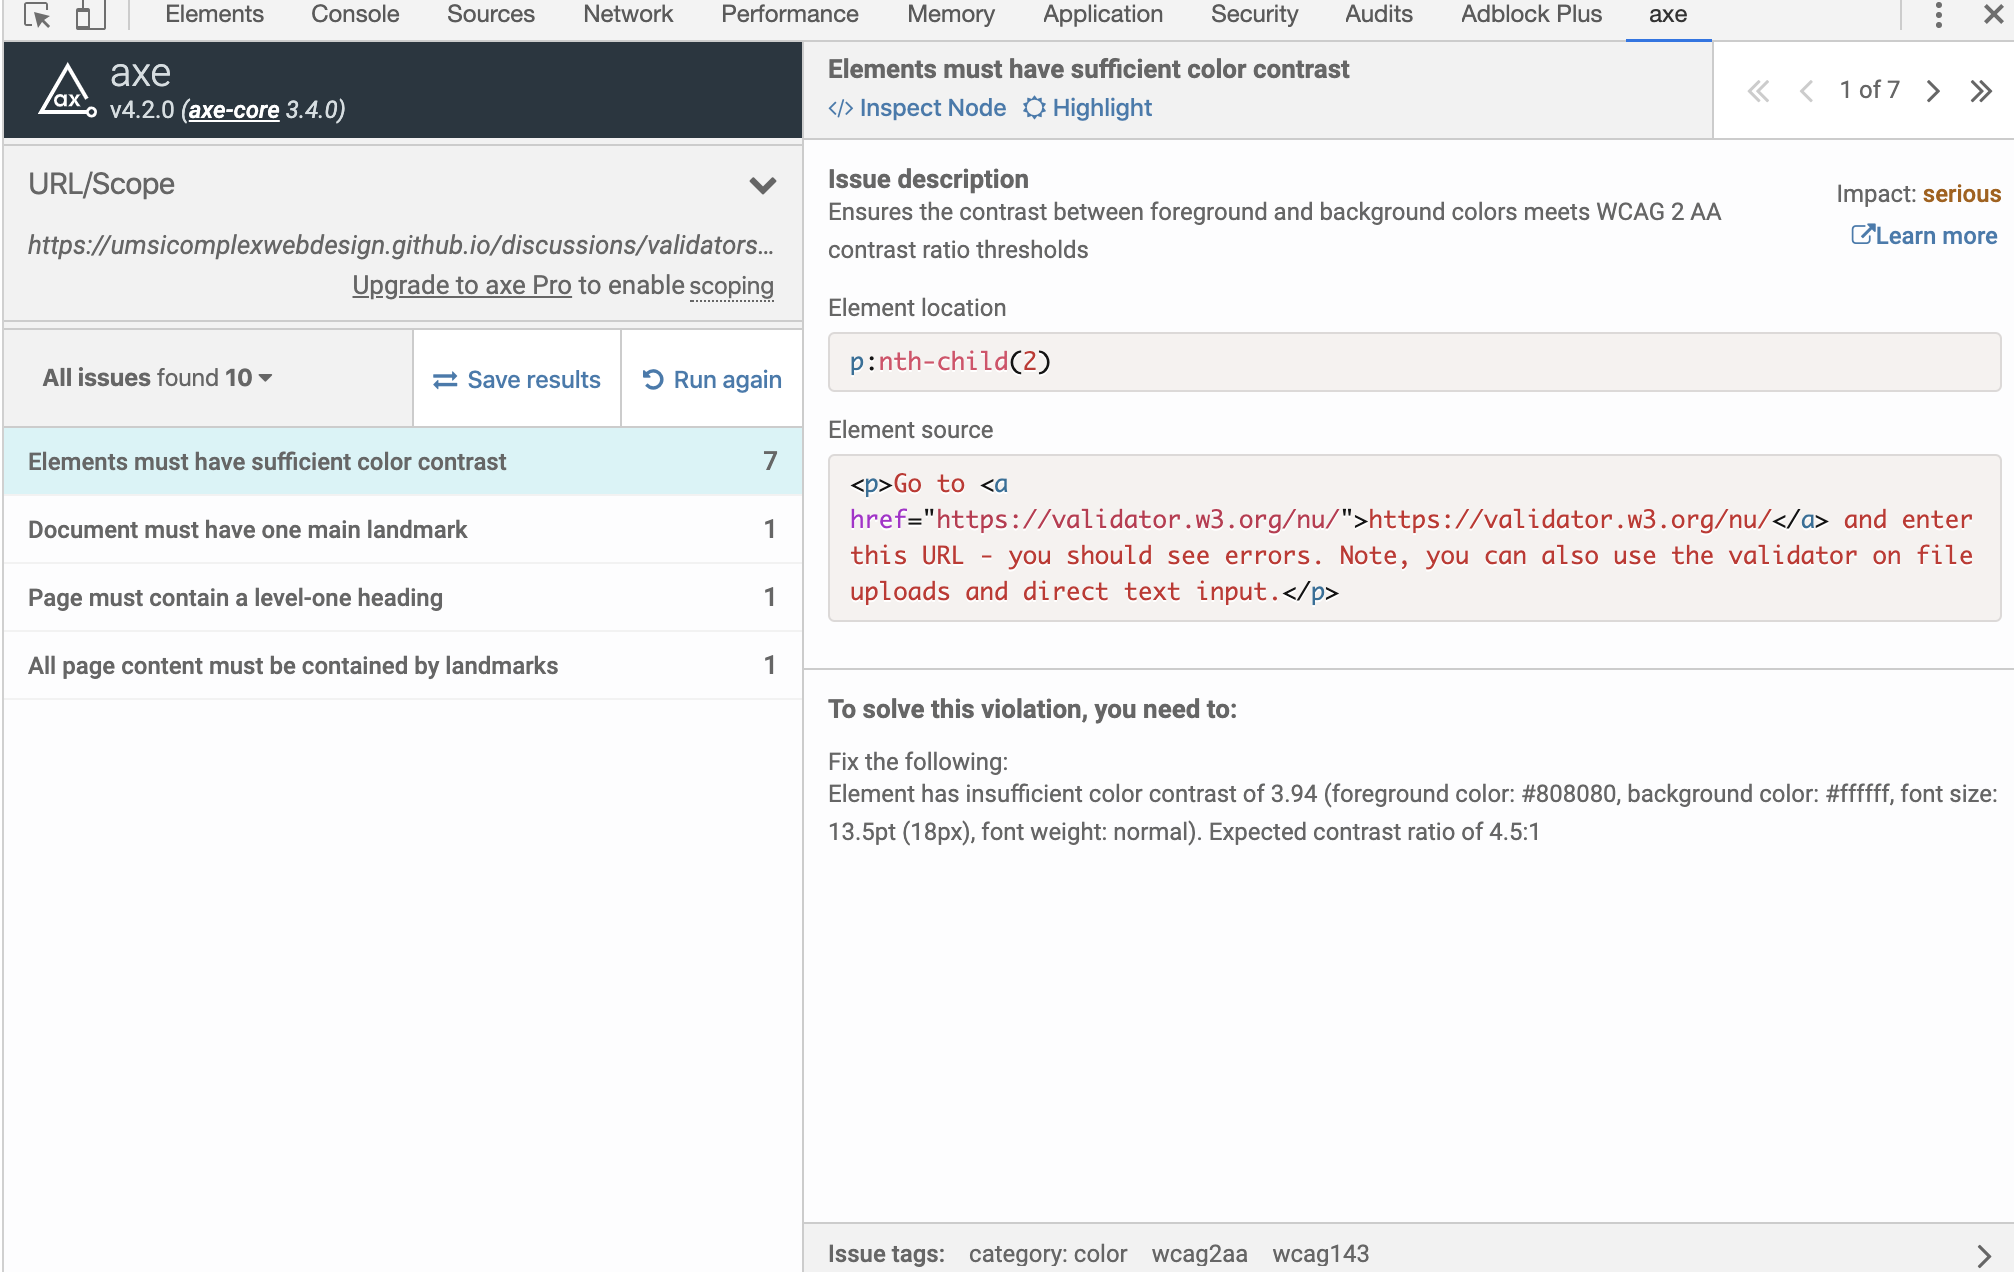 Elements Console Sources Network Performance Memory Application Security Audits Adblock Plus axe
ax
axe
v4.2.0 (axe-core 3.4.0)
URL/Scope
https://umsicomplexwebdesign.github.io/discussions/validators...
Upgrade to axe Pro to enable scoping
All issues found 10
Save results
Run again
Elements must have sufficient color contrast 7
Document must have one main landmark 1
Page must contain a level-one heading 1
All page content must be contained by landmarks 1
Elements must have sufficient color contrast
</> Inspect Node Highlight
1 of 7
Issue description
Ensures the contrast between foreground and background colors meets WCAG 2 AA
contrast ratio thresholds
Impact: serious
Learn more
Element location
p:nth-child(2)
Element source
<p>Go to <a
href="https://validator.w3.org/nu/">https://validator.w3.org/nu/</a> and enter
this URL - you should see errors. Note, you can also use the validator on file
uploads and direct text input.</p>
To solve this violation, you need to:
Fix the following:
Element has insufficient color contrast of 3.94 (foreground color: #808080, background color: #ffffff, font size:
13.5pt (18px), font weight: normal). Expected contrast ratio of 4.5:1
Issue tags: category: color wcag2aa wcag143